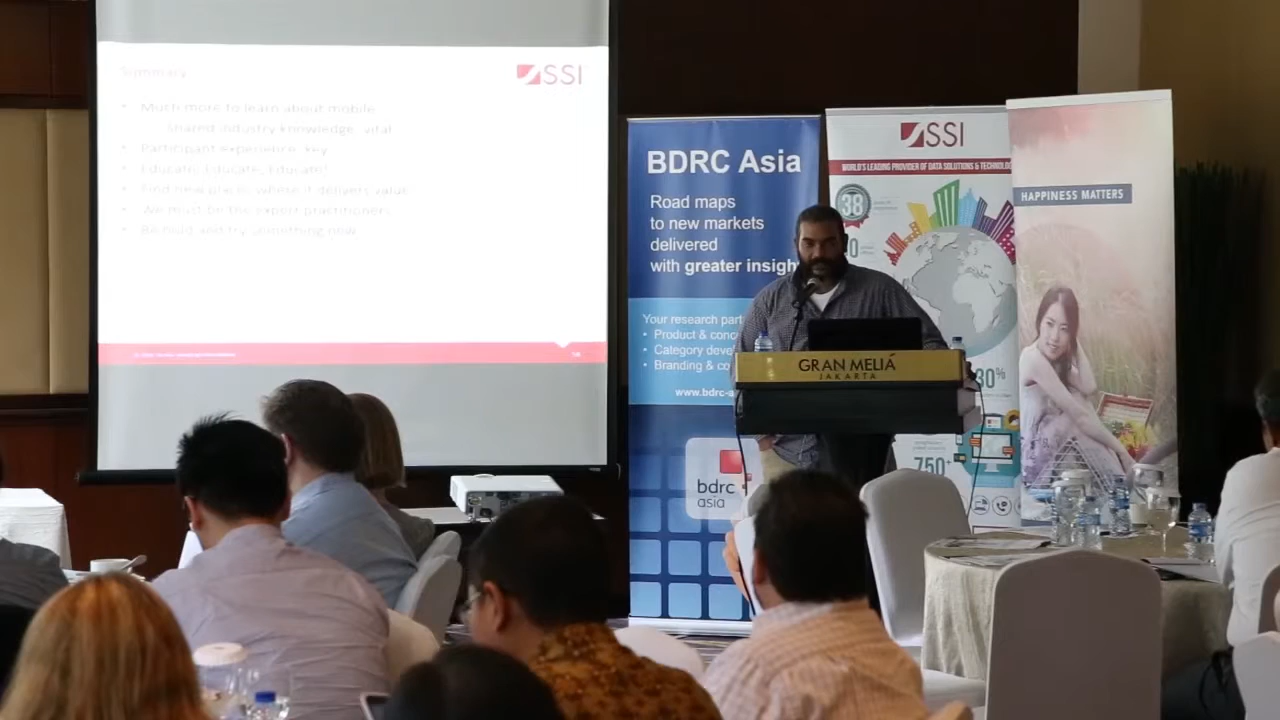 Summary
SSI
• Much more to learn about mobile
Shared industry knowledge vital
• Participant experience key
• Educate, Educate, Educate!
• Find new places where it delivers value
• We must be the expert practitioners
• Be bold and try something new
BDRC Asia
Road maps
to new markets
delivered
with greater insigh
Your research part
• Product & conc
• Category deve
• Branding & co
www.bdrc-a
bdrc
asia
SSI
WORLD'S LEADING PROVIDER OF DATA SOLUTIONS & TECHNOLO
38
30%
750+
HAPPINESS MATTERS
GRAN MELIÁ
JAKARTA